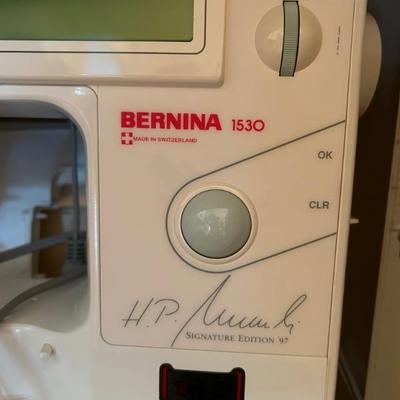 BERNINA 1530
MADE IN SWITZERLAND
OK
CLR
H.P.
SIGNATURE EDITION '97